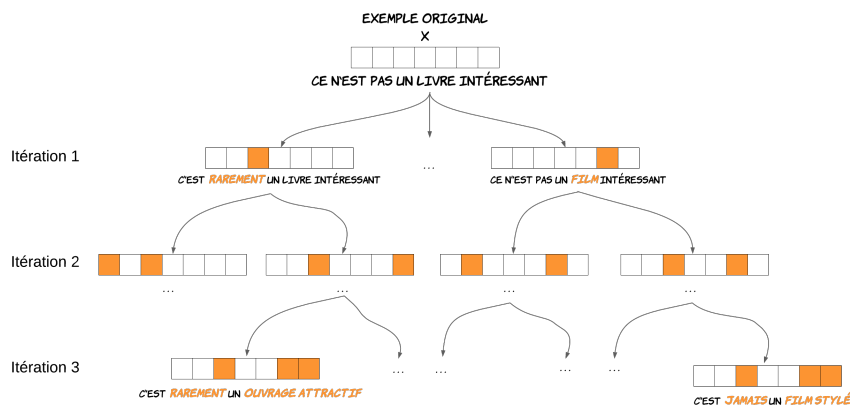 EXEMPLE ORIGINAL
X
CE N'EST PAS UN LIVRE INTÉRESSANT
Itération 1
...
C'EST RAREMENT UN LIVRE INTÉRESSANT
CE N'EST PAS UN FILM INTÉRESSANT
Itération 2
... ... ... ...
Itération 3
... ... ... ...
C'EST RAREMENT UN OUVRAGE ATTRACTIF
C'EST JAMAIS UN FILM STYLÉ